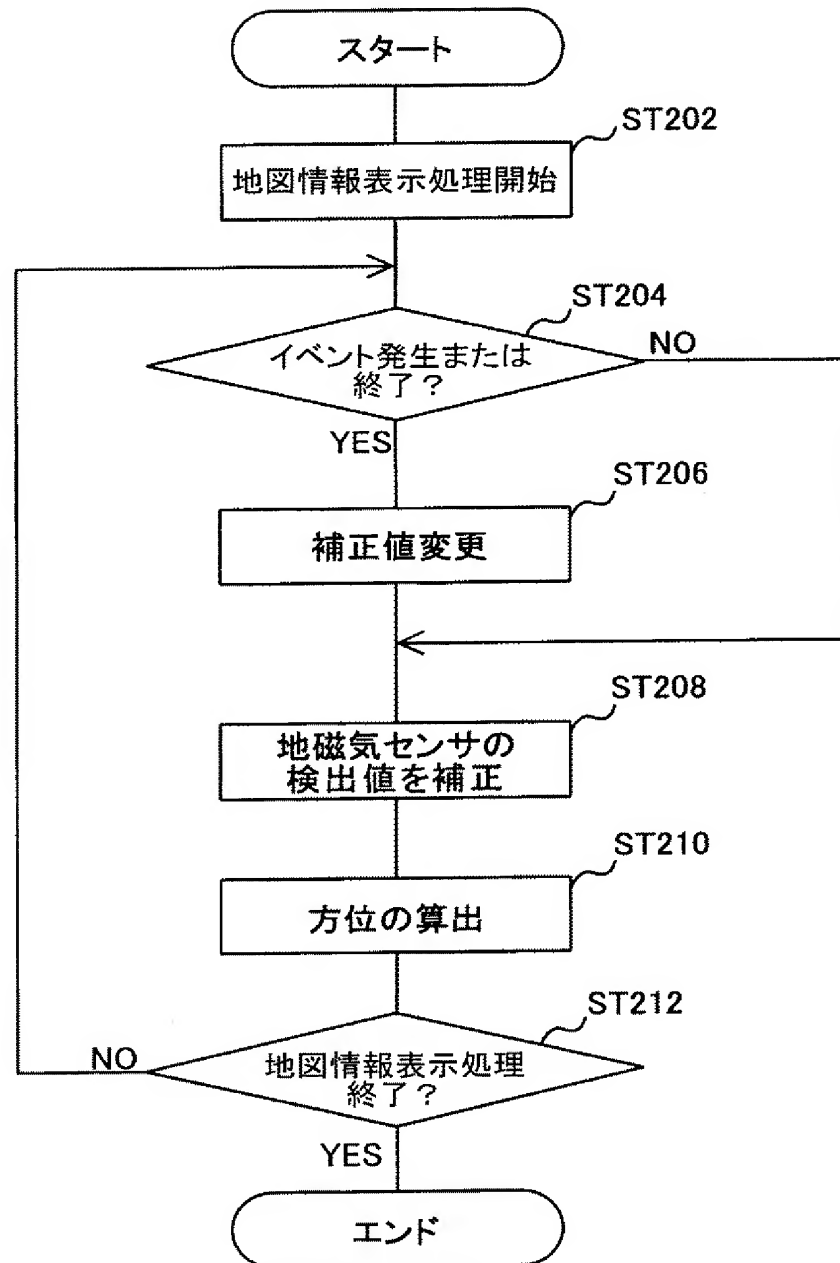 スタート
ST202
地図情報表示処理開始
ST204
イベント発生または
終了？
NO
YES
ST206
補正値変更
ST208
地磁気センサの
検出値を補正
ST210
方位の算出
ST212
地図情報表示処理
終了？
NO
YES
エンド